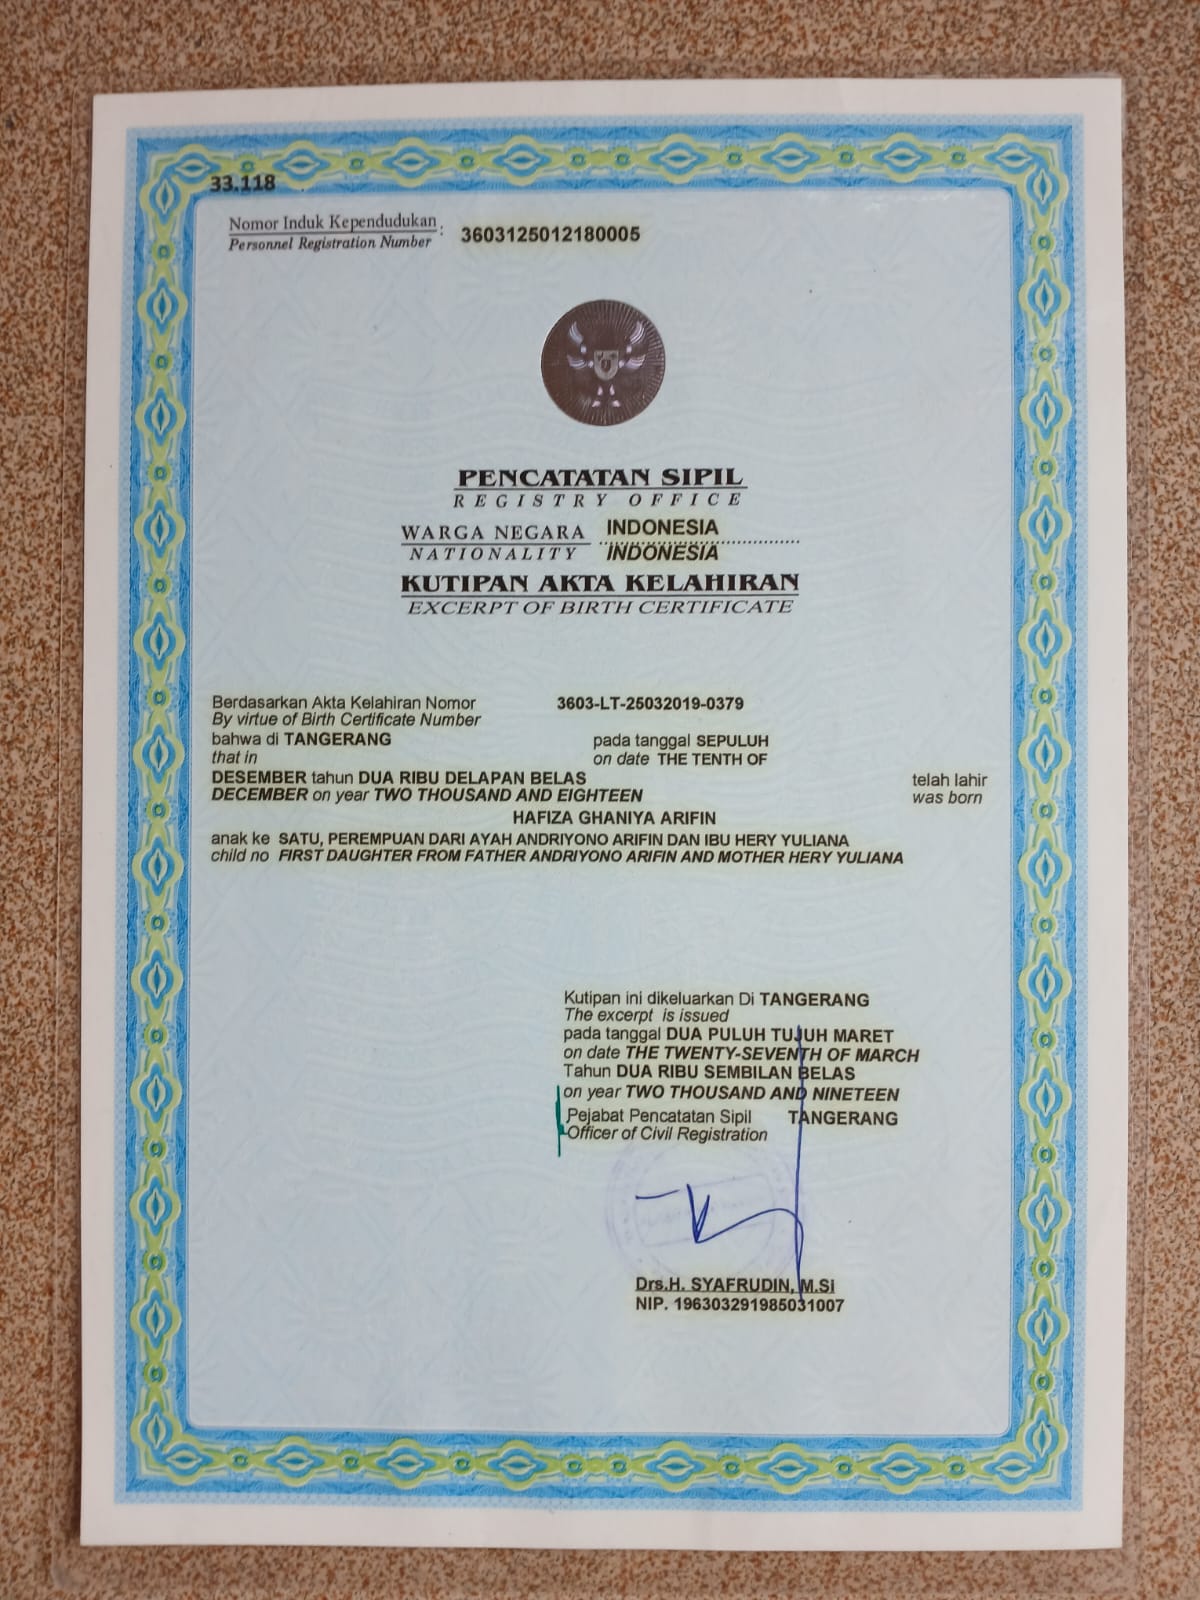 33.118
Nomor Induk Kependudukan : 3603125012180005
Personnel Registration Number
PENCATATAN SIPIL
REGISTRY OFFICE
WARGA NEGARA INDONESIA
NATIONALITY INDONESIA
KUTIPAN AKTA KELAHIRAN
EXCERPT OF BIRTH CERTIFICATE
Berdasarkan Akta Kelahiran Nomor 3603-LT-25032019-0379
By virtue of Birth Certificate Number
bahwa di TANGERANG pada tanggal SEPULUH
that in on date THE TENTH OF
DESEMBER tahun DUA RIBU DELAPAN BELAS telah lahir
DECEMBER on year TWO THOUSAND AND EIGHTEEN was born
HAFIZA GHANIYA ARIFIN
anak ke SATU, PEREMPUAN DARI AYAH ANDRIYONO ARIFIN DAN IBU HERY YULIANA
child no FIRST DAUGHTER FROM FATHER ANDRIYONO ARIFIN AND MOTHER HERY YULIANA
Kutipan ini dikeluarkan Di TANGERANG
The excerpt is issued
pada tanggal DUA PULUH TUJUH MARET
on date THE TWENTY-SEVENTH OF MARCH
Tahun DUA RIBU SEMBILAN BELAS
on year TWO THOUSAND AND NINETEEN
Pejabat Pencatatan Sipil TANGERANG
Officer of Civil Registration
Drs.H. SYAFRUDIN, M.Si
NIP. 196303291985031007